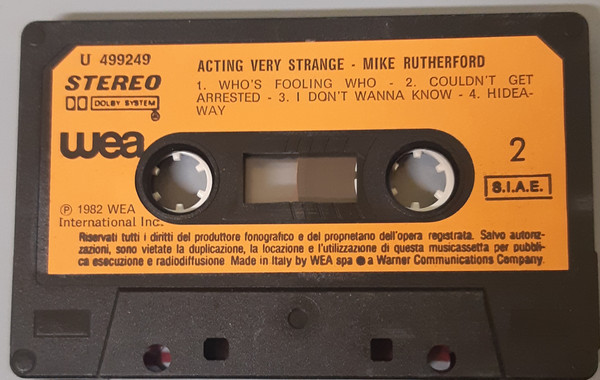 U 499249
STEREO
DOLBY SYSTEM
ACTING VERY STRANGE - MIKE RUTHERFORD
1. WHO'S FOOLING WHO - 2. COULDN'T GET
ARRESTED - 3. I DON'T WANNA KNOW - 4. HIDEA-
WAY
wea
2
S.I.A.E.
℗ 1982 WEA
International Inc.
Riservati tutti i diritti del produttore fonografico e del proprietario dell'opera registrata. Salvo autoriz-
zazioni, sono vietate la duplicazione, la locazione e l'utilizzazione di questa musicassetta per pubbli-
ca esecuzione e radiodiffusione Made in Italy by WEA spa ● a Warner Communications Company.